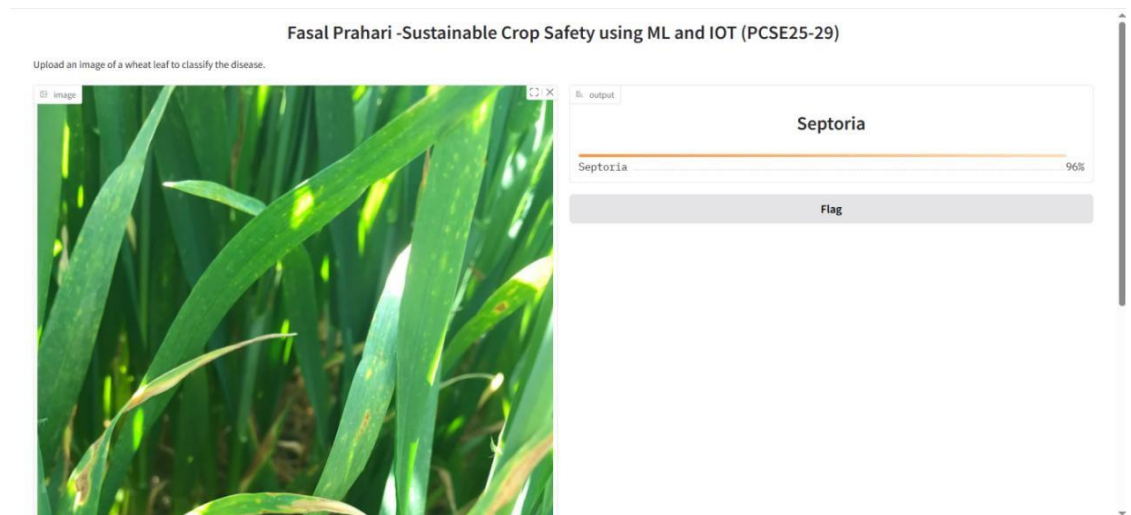 Fasal Prahari -Sustainable Crop Safety using ML and IOT (PCSE25-29)
Upload an image of a wheat leaf to classify the disease.
image
output
Septoria
Septoria 96%
Flag